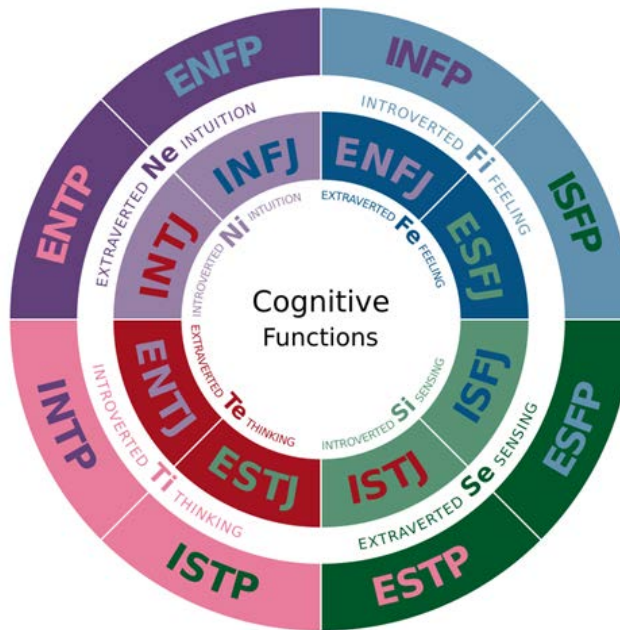 ENFP
INFP
ENTP
ISFP
EXTRAVERTED Ne INTUITION
INTROVERTED Fi FEELING
INFJ
ENFJ
INTJ
ESFJ
INTROVERTED Ni INTUITION
EXTRAVERTED Fe FEELING
Cognitive
Functions
EXTRAVERTED Te THINKING
INTROVERTED Si SENSING
ENTJ
ISFJ
ESTJ
ISTJ
INTROVERTED Ti THINKING
EXTRAVERTED Se SENSING
INTP
ESFP
ISTP
ESTP